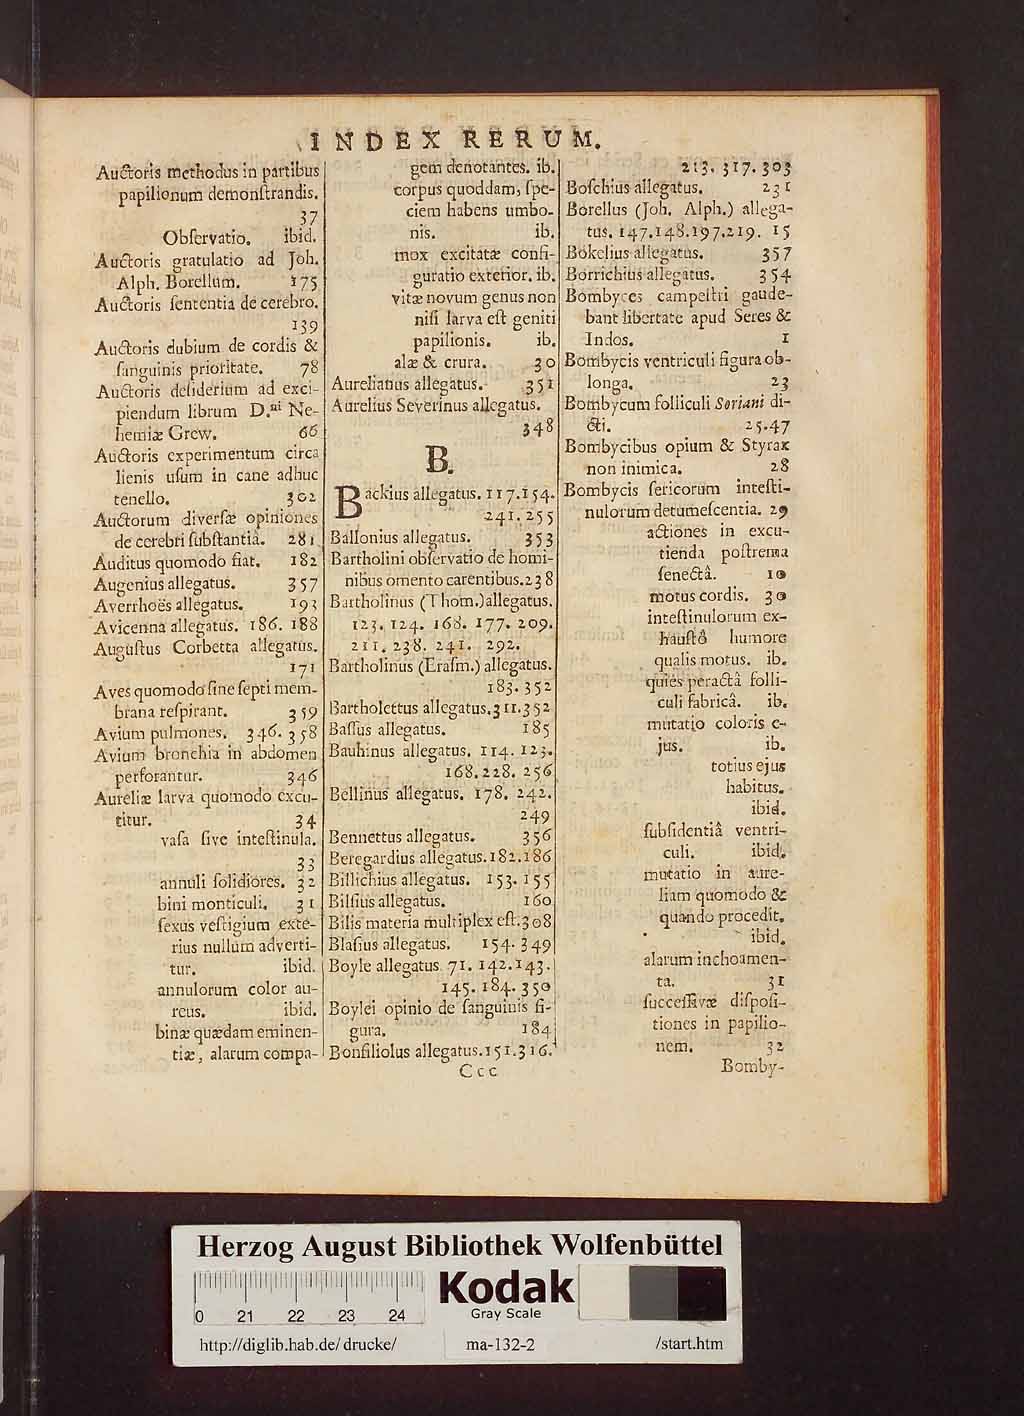 INDEX RERUM.
Auctoris methodus in partibus
papilionum demonſtrandis.
37
Obſervatio. ibid.
Auctoris gratulatio ad Joh.
Alph. Borellum. 175
Auctoris ſententia de cerebro.
139
Auctoris dubium de cordis &
ſanguinis prioritate. 78
Auctoris deſiderium ad exci-
piendum librum D.ni Ne-
hemiæ Grew. 66
Auctoris experimentum circa
lienis uſum in cane adhuc
tenello. 302
Auctorum diverſæ opiniones
de cerebri ſubſtantiâ. 281
Auditus quomodo fiat. 182
Augenius allegatus. 357
Averrhoës allegatus. 193
Avicenna allegatus. 186. 188
Auguſtus Corbetta allegatus.
171
Aves quomodo ſine ſepti mem-
brana reſpirant. 359
Avium pulmones. 346. 358
Avium bronchia in abdomen
perforantur. 346
Aureliæ larva quomodo excu-
titur. 34
vaſa ſive inteſtinula.
33
annuli ſolidiores. 32
bini monticuli. 31
ſexus veſtigium exte-
rius nullum adverti-
tur. ibid.
annulorum color au-
reus. ibid.
binæ quædam eminen-
tiæ, alarum compa-
gem denotantes. ib.
corpus quoddam, ſpe-
ciem habens umbo-
nis. ib.
mox excitatæ confi-
guratio exterior. ib.
vitæ novum genus non
niſi larva eſt geniti
papilionis. ib.
alæ & crura. 30
Aurelianus allegatus. 351
Aurelius Severinus allegatus.
348
B.
Backius allegatus. 117.154.
241. 255
Ballonius allegatus. 353
Bartholini obſervatio de homi-
nibus omento carentibus.238
Bartholinus (Thom.) allegatus.
123. 124. 168. 177. 209.
211. 238. 241. 292.
Bartholinus (Eraſm.) allegatus.
183. 352
Bartholettus allegatus.311.352
Baſſus allegatus. 185
Bauhinus allegatus. 114. 123.
168.228. 256
Bellinus allegatus. 178. 242.
249
Bennettus allegatus. 356
Beregardius allegatus.182.186
Billichius allegatus. 153. 155
Bilſius allegatus. 160
Bilis materia multiplex eſt.308
Blaſius allegatus. 154. 349
Boyle allegatus. 71. 142.143.
145. 184. 350
Boylei opinio de ſanguinis fi-
gura. 184
Bonfiliolus allegatus.151.316.
Ccc
213. 317. 303
Boſchius allegatus. 231
Borellus (Joh. Alph.) allega-
tus. 147.148.197.219. 15
Bokelius allegatus. 357
Borrichius allegatus. 354
Bombyces campeſtri gaude-
bant libertate apud Seres &
Indos. 1
Bombycis ventriculi figura ob-
longa. 23
Bombycum folliculi Soriani di-
cti. 25.47
Bombycibus opium & Styrax
non inimica. 28
Bombycis ſericorum inteſti-
nulorum detumeſcentia. 29
actiones in excu-
tienda poſtrema
ſenectâ. 10
motus cordis. 30
inteſtinulorum ex-
hauſtô humore
qualis motus. ib.
quies peractâ folli-
culi fabricâ. ib.
mutatio coloris e-
jus. ib.
totius ejus
habitus.
ibid.
ſubſidentiâ ventri-
culi. ibid.
mutatio in aure-
liam quomodo &
quando procedit.
ibid.
alarum inchoamen-
ta. 31
ſucceſſivæ diſpoſi-
tiones in papilio-
nem. 32
Bomby-
Herzog August Bibliothek Wolfenbüttel
0 21 22 23 24
Kodak
Gray Scale
http://diglib.hab.de/drucke/ ma-132-2 /start.htm